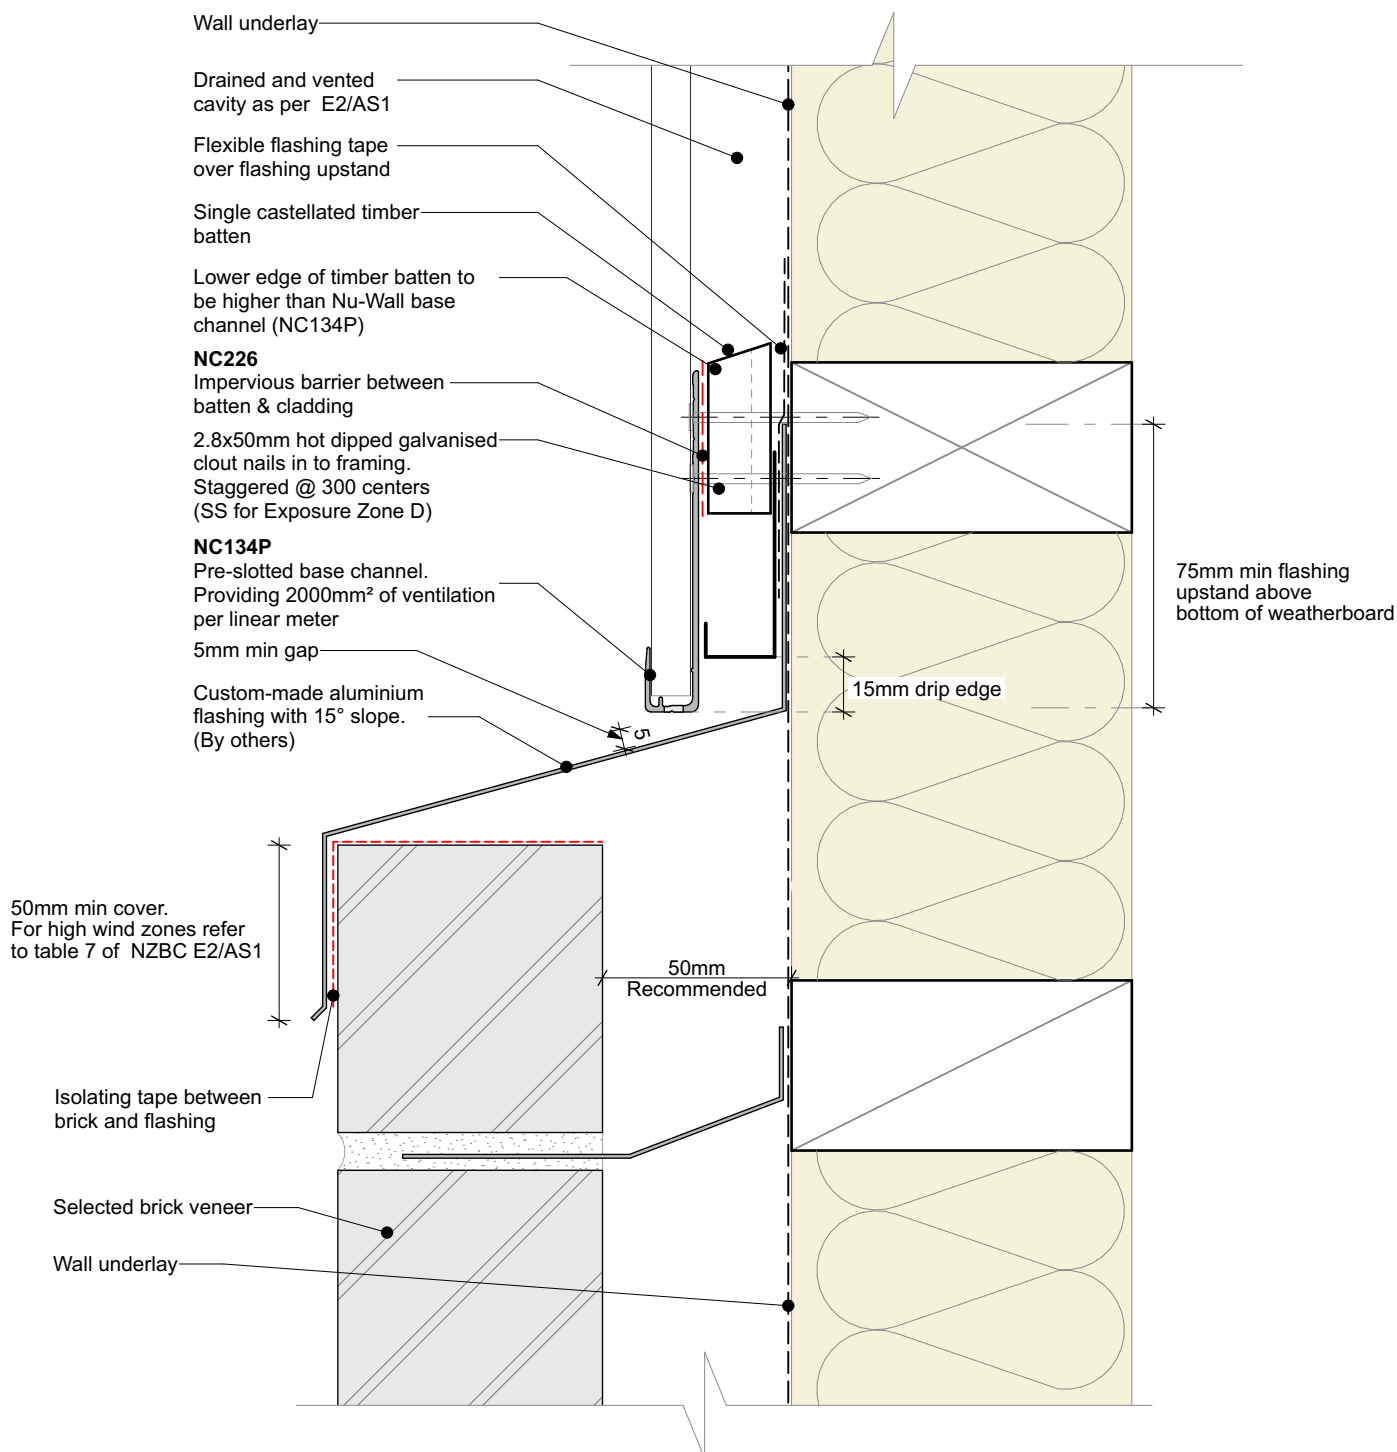 Wall underlay
Drained and vented
cavity as per E2/AS1
Flexible flashing tape
over flashing upstand
Single castellated timber
batten
Lower edge of timber batten to
be higher than Nu-Wall base
channel (NC134P)
NC226
Impervious barrier between
batten & cladding
2.8x50mm hot dipped galvanised
clout nails in to framing.
Staggered @ 300 centers
(SS for Exposure Zone D)
NC134P
Pre-slotted base channel.
Providing 2000mm² of ventilation
per linear meter
5mm min gap
Custom-made aluminium
flashing with 15° slope.
(By others)
5
75mm min flashing
upstand above
bottom of weatherboard
15mm drip edge
50mm min cover.
For high wind zones refer
to table 7 of NZBC E2/AS1
50mm
Recommended
Isolating tape between
brick and flashing
Selected brick veneer
Wall underlay